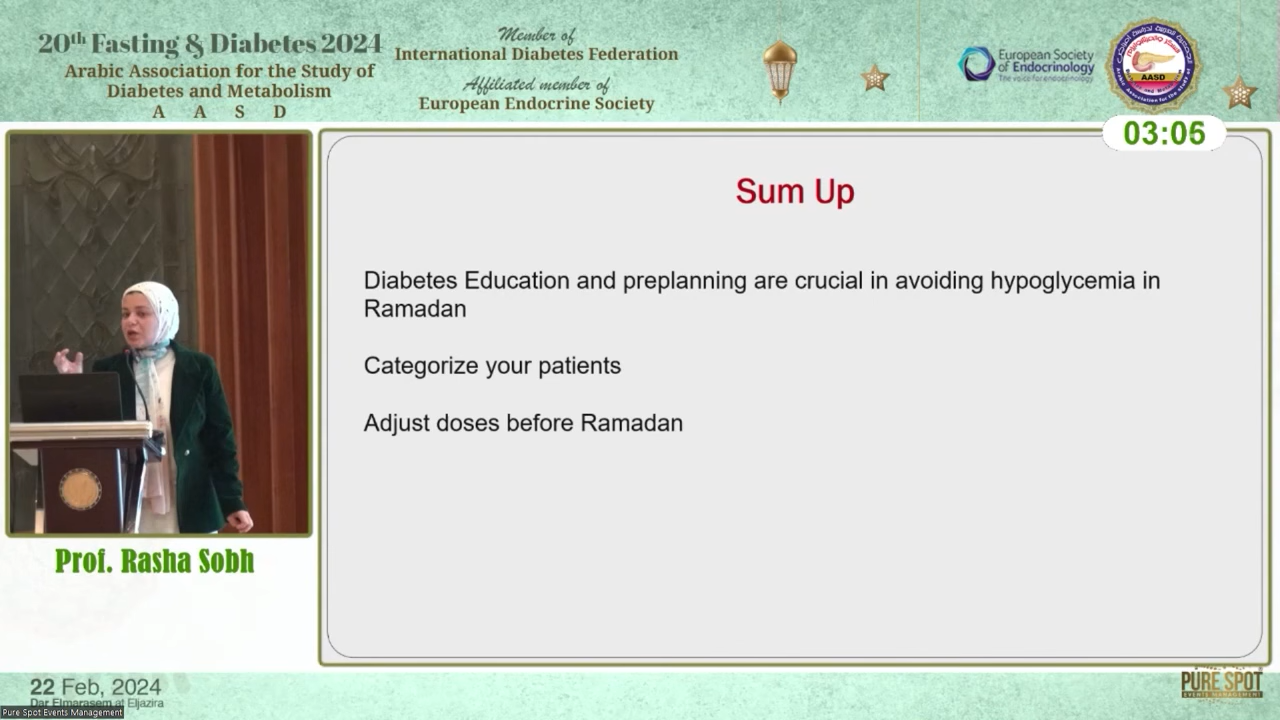 20th Fasting & Diabetes 2024
Arabic Association for the Study of
Diabetes and Metabolism
A A S D
Member of
International Diabetes Federation
Affiliated member of
European Endocrine Society
European Society
of Endocrinology
The voice for endocrinology
AASD
03:06
Sum Up
Diabetes Education and preplanning are crucial in avoiding hypoglycemia in
Ramadan
Categorize your patients
Adjust doses before Ramadan
Prof. Rasha Sobh
22 Feb, 2024
Dar Elmarasem at Eljazira
Pure Spot Events Management
PURE SPOT
EVENTS MANAGEMENT